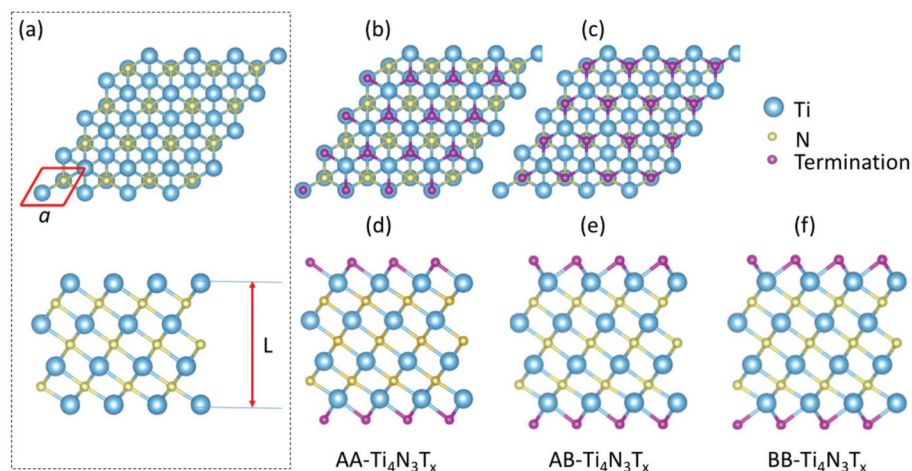 (a)
(b)
(c)
Ti
N
Termination
a
(d)
(e)
(f)
L
AA-Ti₄N₃Tₓ
AB-Ti₄N₃Tₓ
BB-Ti₄N₃Tₓ